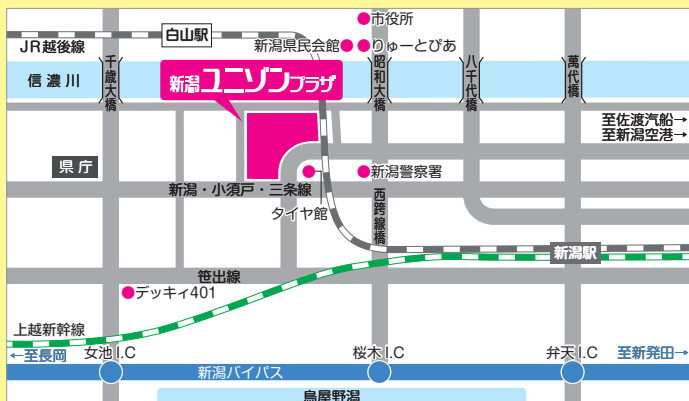 市役所
白山駅
JR越後線
新潟県民会館
りゅーとぴあ
信濃川
千歳大橋
新潟ユニゾンプラザ
昭和大橋
八千代橋
萬代橋
至佐渡汽船→
至新潟空港→
県庁
新潟警察署
新潟・小須戸・三条線
タイヤ館
西跨線橋
新潟駅
笹出線
デッキィ401
上越新幹線
←至長岡
女池I.C
桜木I.C
弁天I.C
至新発田→
新潟バイパス
鳥屋野潟